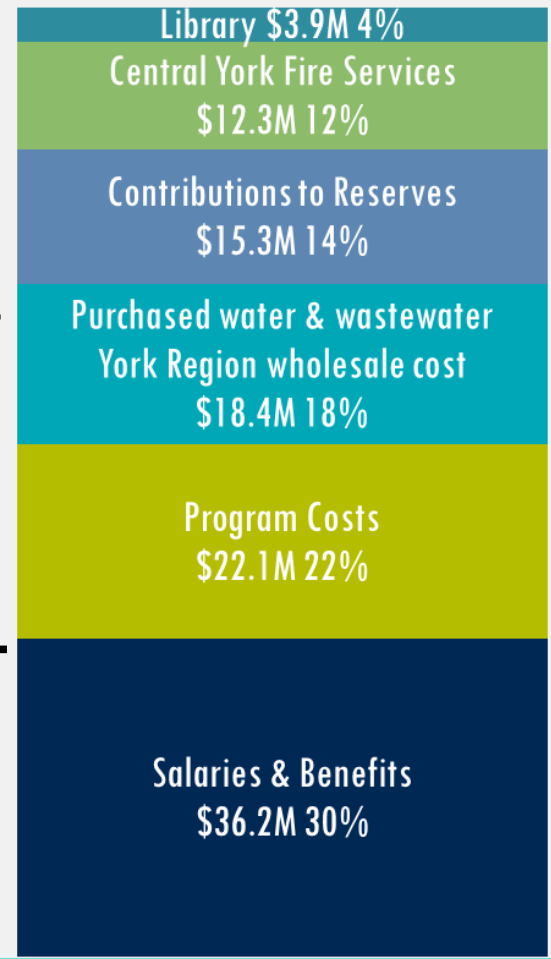 Library $3.9M 4%
Central York Fire Services
$12.3M 12%
Contributions to Reserves
$15.3M 14%
Purchased water & wastewater
York Region wholesale cost
$18.4M 18%
Program Costs
$22.1M 22%
Salaries & Benefits
$36.2M 30%